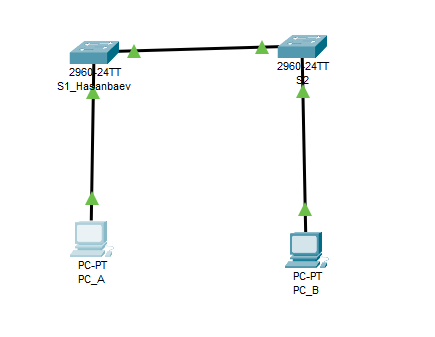 2960-24TT
S1_Hasanbaev
2960-24TT
S2
PC-PT
PC_A
PC-PT
PC_B